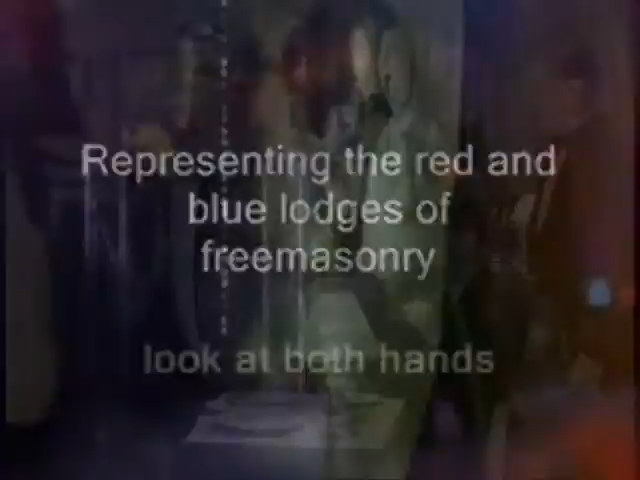 Representing the red and
blue lodges of
freemasonry
look at both hands